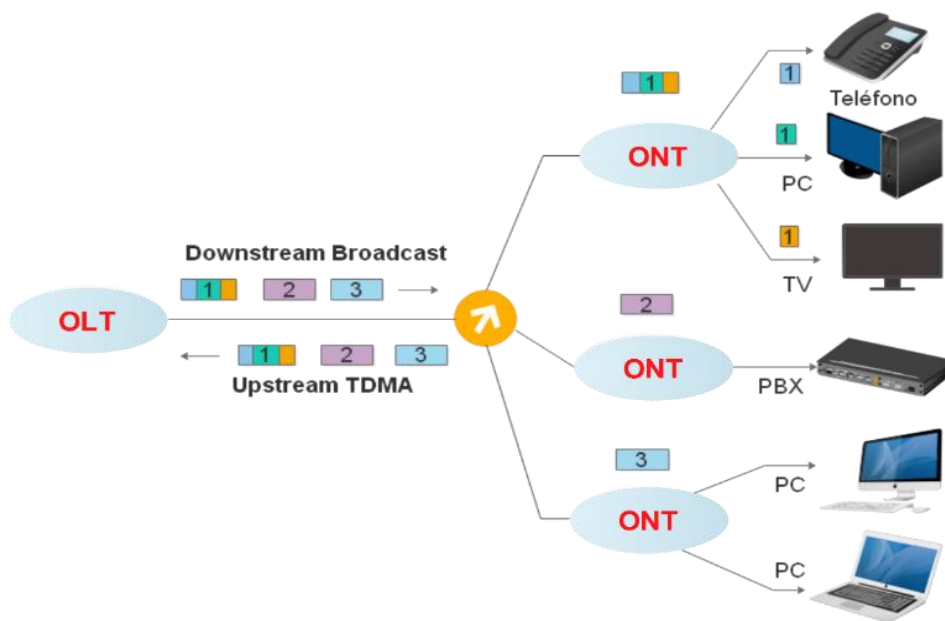 1
1
Teléfono
ONT
1
PC
Downstream Broadcast
1
TV
1 2 3
OLT
2
1 2 3
ONT
Upstream TDMA
PBX
3
PC
ONT
PC